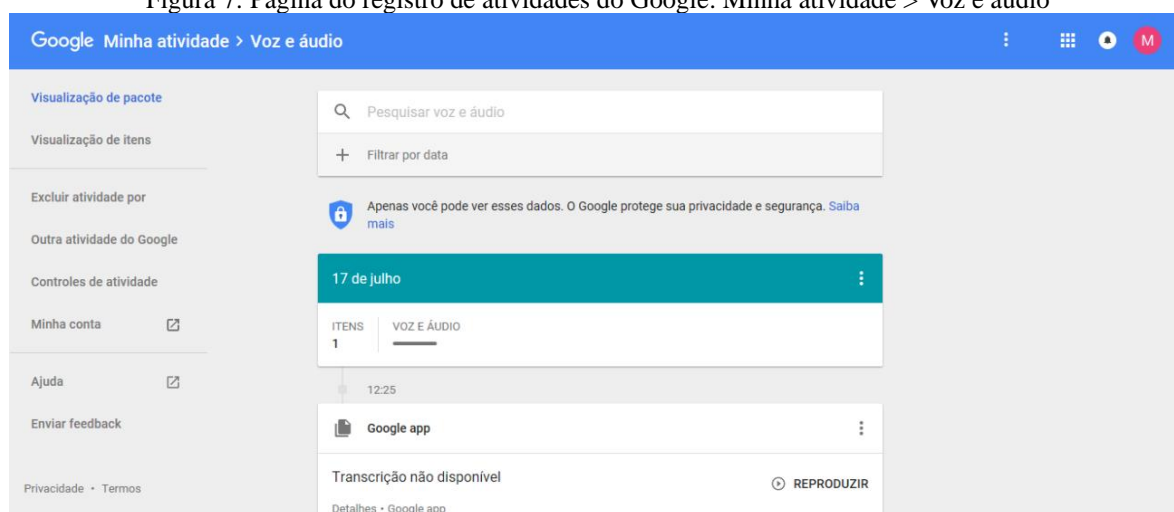 Figura 7: Página do registro de atividades do Google: Minha atividade > Voz e áudio
Google Minha atividade > Voz e áudio
M
Visualização de pacote
Visualização de itens
Excluir atividade por
Outra atividade do Google
Controles de atividade
Minha conta
Ajuda
Enviar feedback
Privacidade • Termos
Pesquisar voz e áudio
Filtrar por data
Apenas você pode ver esses dados. O Google protege sua privacidade e segurança. Saiba
mais
17 de julho
ITENS VOZ E ÁUDIO
1
12:25
Google app
Transcrição não disponível
REPRODUZIR
Detalhes • Google app